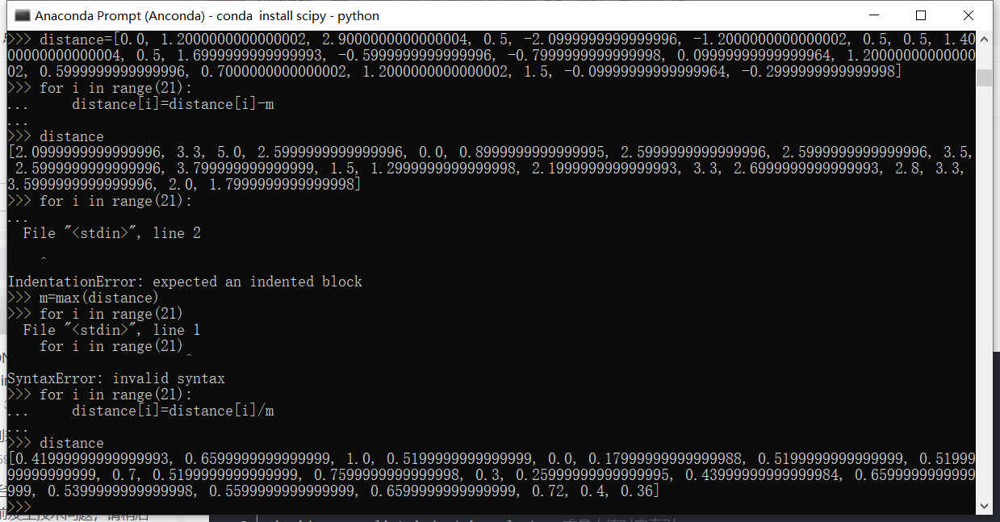 Anaconda Prompt (Anconda) - conda  install scipy - python
>>> distance=[0.0, 1.2000000000000002, 2.9000000000000004, 0.5, -2.0999999999999996, -1.2000000000000002, 0.5, 0.5, 1.40
00000000000004, 0.5, 1.6999999999999993, -0.5999999999999996, -0.7999999999999998, 0.09999999999999964, 1.20000000000000
02, 0.5999999999999996, 0.7000000000000002, 1.2000000000000002, 1.5, -0.09999999999999964, -0.2999999999999998]
>>> for i in range(21):
...     distance[i]=distance[i]-m
...
>>> distance
[2.0999999999999996, 3.3, 5.0, 2.5999999999999996, 0.0, 0.8999999999999995, 2.5999999999999996, 2.5999999999999996, 3.5,
 2.5999999999999996, 3.799999999999999, 1.5, 1.2999999999999998, 2.1999999999999993, 3.3, 2.6999999999999993, 2.8, 3.3,
3.5999999999999996, 2.0, 1.7999999999999998]
>>> for i in range(21):
...
  File "<stdin>", line 2
    ^
IndentationError: expected an indented block
>>> m=max(distance)
>>> for i in range(21)
  File "<stdin>", line 1
    for i in range(21)
                      ^
SyntaxError: invalid syntax
>>> for i in range(21):
...     distance[i]=distance[i]/m
...
>>> distance
[0.41999999999999993, 0.6599999999999999, 1.0, 0.5199999999999999, 0.0, 0.17999999999999988, 0.5199999999999999, 0.51999
99999999999, 0.7, 0.5199999999999999, 0.7599999999999998, 0.3, 0.25999999999999995, 0.43999999999999984, 0.6599999999999
999, 0.5399999999999998, 0.5599999999999999, 0.6599999999999999, 0.72, 0.4, 0.36]
>>>